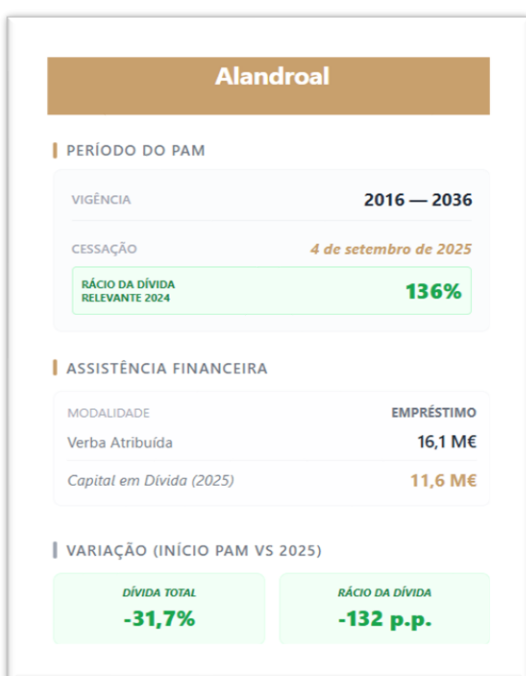 Alandroal
PERÍODO DO PAM
VIGÊNCIA 2016 — 2036
CESSAÇÃO 4 de setembro de 2025
RÁCIO DA DÍVIDA
RELEVANTE 2024 136%
ASSISTÊNCIA FINANCEIRA
MODALIDADE EMPRÉSTIMO
Verba Atribuída 16,1 M€
Capital em Dívida (2025) 11,6 M€
VARIAÇÃO (INÍCIO PAM VS 2025)
DÍVIDA TOTAL RÁCIO DA DÍVIDA
-31,7% -132 p.p.